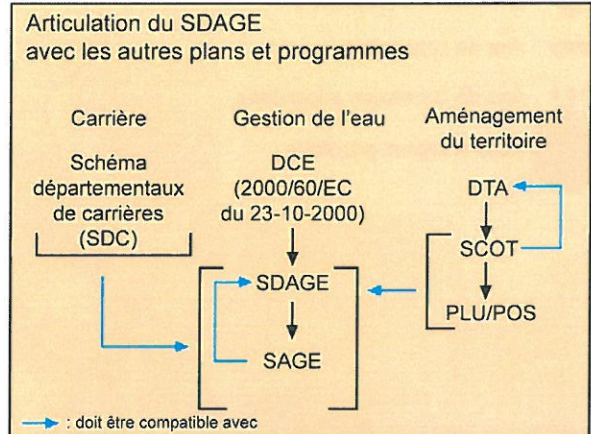 Articulation du SDAGE
avec les autres plans et programmes
Carrière
Schéma
départementaux
de carrières
(SDC)
Gestion de l'eau
DCE
(2000/60/EC
du 23-10-2000)
SDAGE
SAGE
Aménagement
du territoire
DTA
SCOT
PLU/POS
: doit être compatible avec